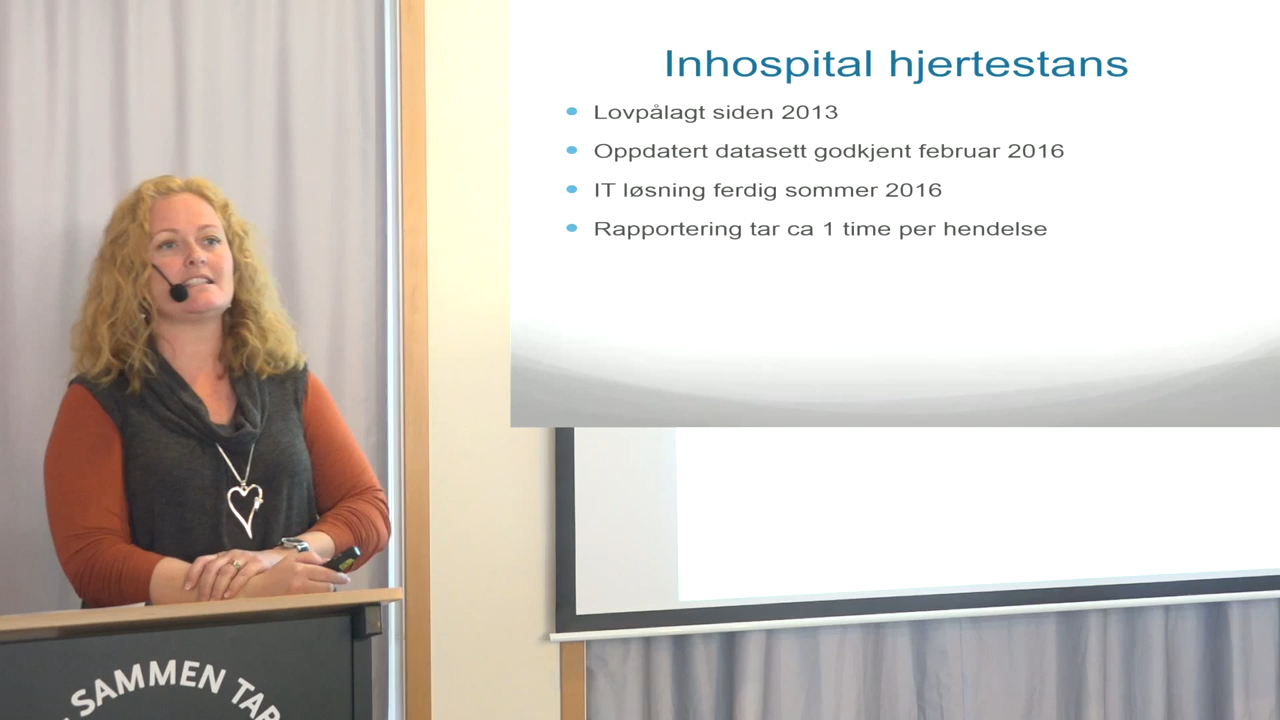 Inhospital hjertestans
Lovpålagt siden 2013
Oppdatert datasett godkjent februar 2016
IT løsning ferdig sommer 2016
Rapportering tar ca 1 time per hendelse
SAMMEN